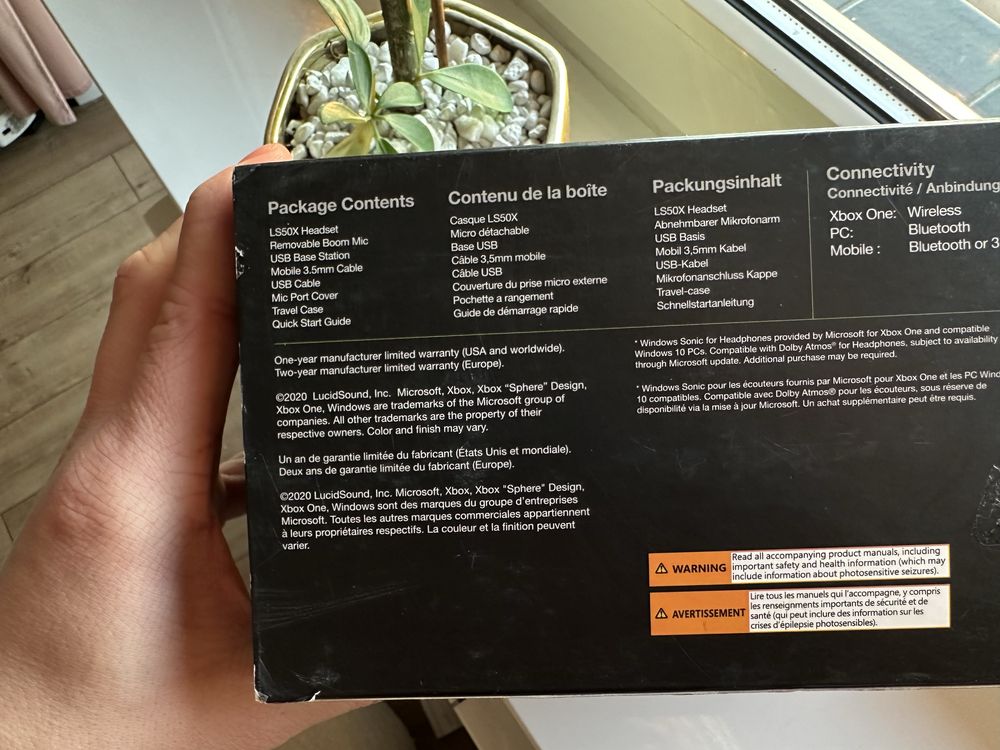 Package Contents
LS50X Headset
Removable Boom Mic
USB Base Station
Mobile 3.5mm Cable
USB Cable
Mic Port Cover
Travel Case
Quick Start Guide
Contenu de la boîte
Casque LS50X
Micro détachable
Base USB
Câble 3,5mm mobile
Câble USB
Couverture du prise micro externe
Pochette a rangement
Guide de démarrage rapide
Packungsinhalt
LS50X Headset
Abnehmbarer Mikrofonarm
USB Basis
Mobil 3,5mm Kabel
USB-Kabel
Mikrofonanschluss Kappe
Travel-case
Schnellstartanleitung
Connectivity
Connectivité / Anbindung
Xbox One: Wireless
PC: Bluetooth
Mobile : Bluetooth or 3
One-year manufacturer limited warranty (USA and worldwide).
Two-year manufacturer limited warranty (Europe).
©2020 LucidSound, Inc. Microsoft, Xbox, Xbox "Sphere" Design,
Xbox One, Windows are trademarks of the Microsoft group of
companies. All other trademarks are the property of their
respective owners. Color and finish may vary.
Un an de garantie limitée du fabricant (États Unis et mondiale).
Deux ans de garantie limitée du fabricant (Europe).
©2020 LucidSound, Inc. Microsoft, Xbox, Xbox "Sphere" Design,
Xbox One, Windows sont des marques du groupe d'entreprises
Microsoft. Toutes les autres marques commerciales appartiennent
à leurs propriétaires respectifs. La couleur et la finition peuvent
varier.
* Windows Sonic for Headphones provided by Microsoft for Xbox One and compatible
Windows 10 PCs. Compatible with Dolby Atmos® for Headphones, subject to availability
through Microsoft update. Additional purchase may be required.
* Windows Sonic pour les écouteurs fournis par Microsoft pour Xbox One et les PC Wind
10 compatibles. Compatible avec Dolby Atmos® pour les écouteurs, sous réserve de
disponibilité via la mise à jour Microsoft. Un achat supplémentaire peut être requis.
WARNING
Read all accompanying product manuals, including
important safety and health information (which may
include information about photosensitive seizures).
AVERTISSEMENT
Lire tous les manuels qui l'accompagne, y compris
les renseignments importants de sécurité et de
santé (qui peut inclure des information sur les
crises d'épilepsie photosensibles).